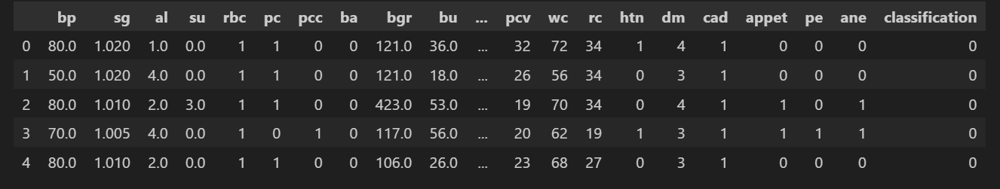 bp sg al su rbc pc pcc ba bgr bu ... pcv wc rc htn dm cad appet pe ane classification
0 80.0 1.020 1.0 0.0 1 1 0 0 121.0 36.0 ... 32 72 34 1 4 1 0 0 0 0
1 50.0 1.020 4.0 0.0 1 1 0 0 121.0 18.0 ... 26 56 34 0 3 1 0 0 0 0
2 80.0 1.010 2.0 3.0 1 1 0 0 423.0 53.0 ... 19 70 34 0 4 1 1 0 1 0
3 70.0 1.005 4.0 0.0 1 0 1 0 117.0 56.0 ... 20 62 19 1 3 1 1 1 1 0
4 80.0 1.010 2.0 0.0 1 1 0 0 106.0 26.0 ... 23 68 27 0 3 1 0 0 0 0